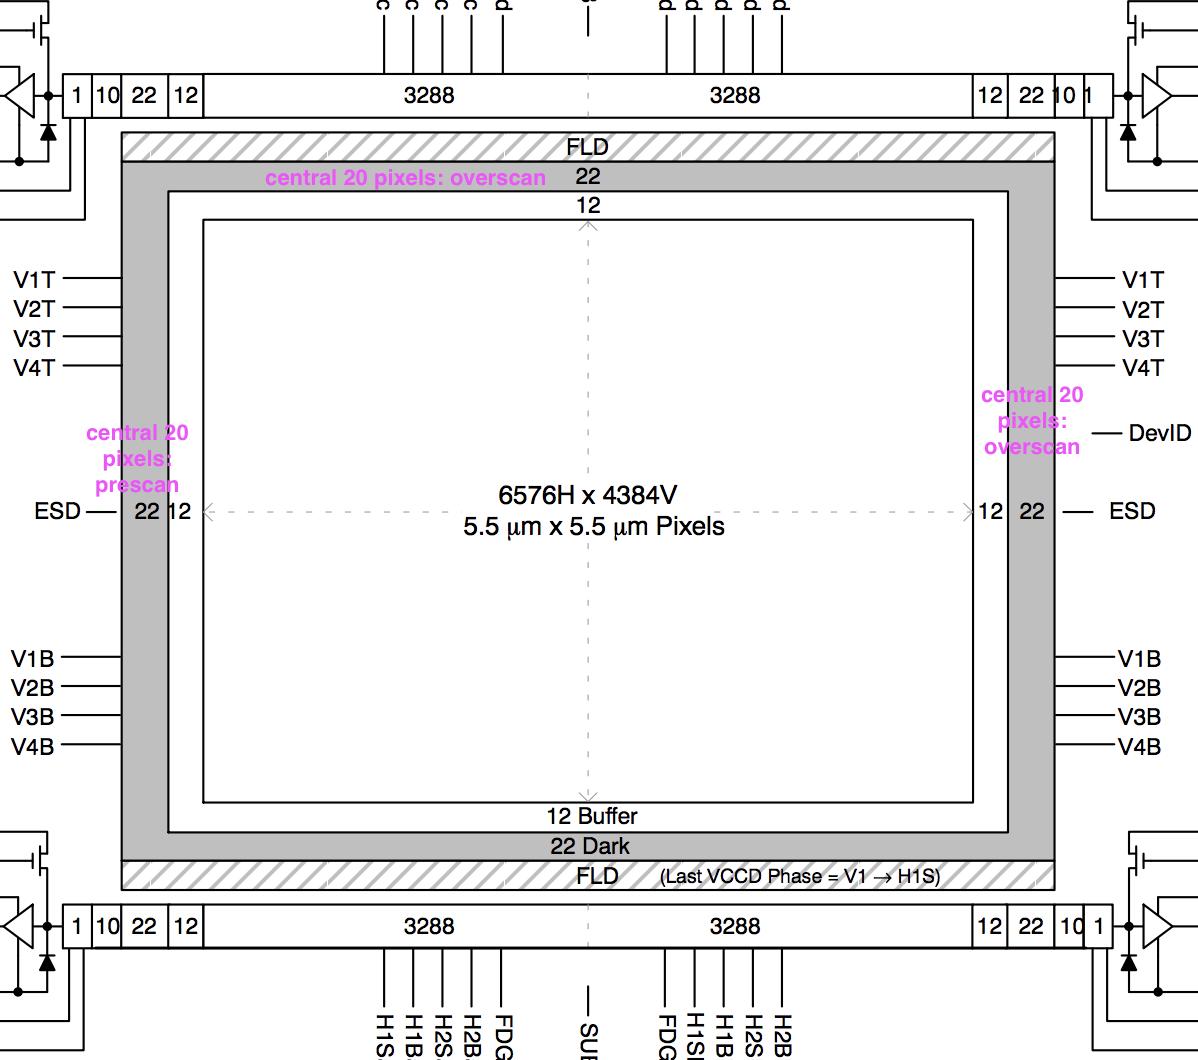 1 10 22 12 3288 3288 12 22 10 1
FLD
central 20 pixels: overscan 22
12
V1T V1T
V2T V2T
V3T V3T
V4T V4T
central 20
pixels:
overscan
central 20
pixels:
prescan
DevID
6576H x 4384V
5.5 μm x 5.5 μm Pixels
ESD 22 12 12 22 ESD
V1B V1B
V2B V2B
V3B V3B
V4B V4B
12 Buffer
22 Dark
FLD (Last VCCD Phase = V1 → H1S)
1 10 22 12 3288 3288 12 22 10 1
H1S
H1B
H2S
H2B
FDG
SU
FDG
H1S
H1B
H2S
H2B